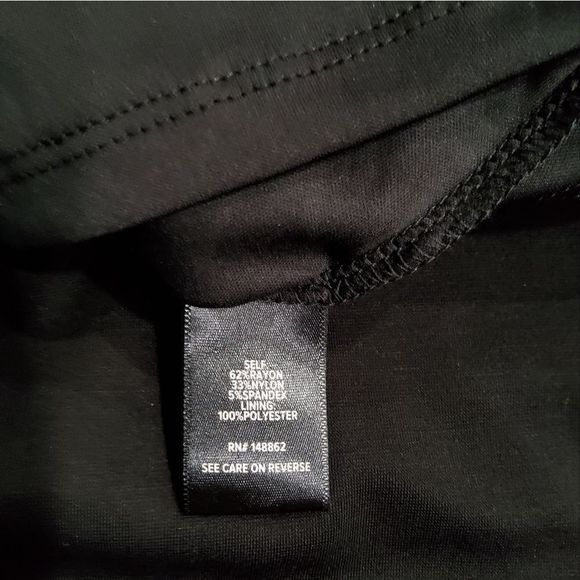 SELF:
62%RAYON
33%NYLON
5%SPANDEX
LINING:
100%POLYESTER
RN# 148862
SEE CARE ON REVERSE